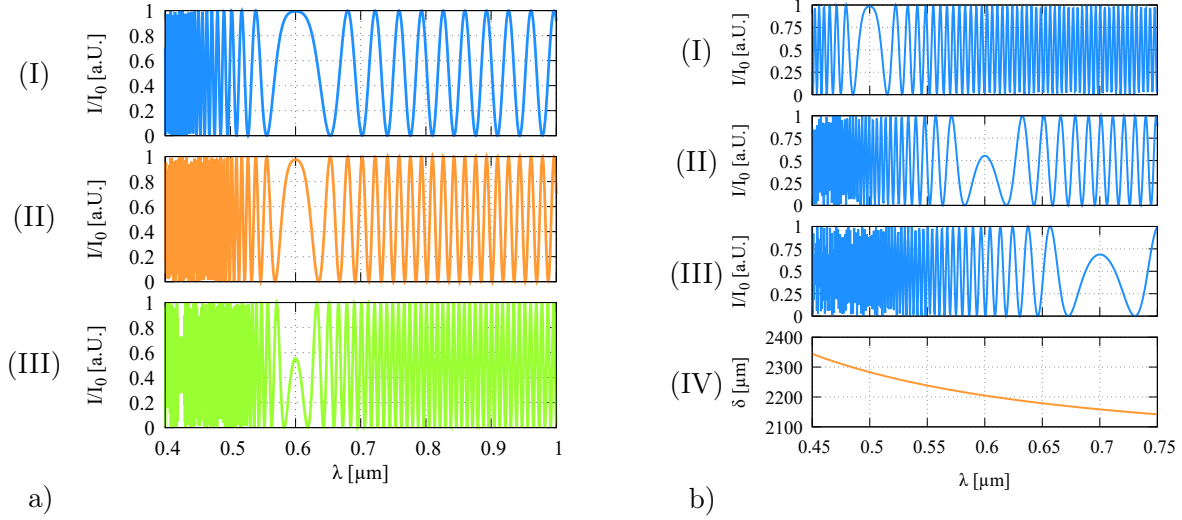 (I)
I/I₀ [a.U.]
1
0.8
0.6
0.4
0.2
0
(II)
I/I₀ [a.U.]
1
0.8
0.6
0.4
0.2
0
(III)
I/I₀ [a.U.]
1
0.8
0.6
0.4
0.2
0
0.4 0.5 0.6 0.7 0.8 0.9 1
λ [µm]
a)
(I)
I/I₀ [a.U.]
1
0.75
0.5
0.25
0
(II)
I/I₀ [a.U.]
1
0.75
0.5
0.25
0
(III)
I/I₀ [a.U.]
1
0.75
0.5
0.25
0
(IV)
δ [µm]
2400
2300
2200
2100
0.45 0.5 0.55 0.6 0.65 0.7 0.75
λ [µm]
b)